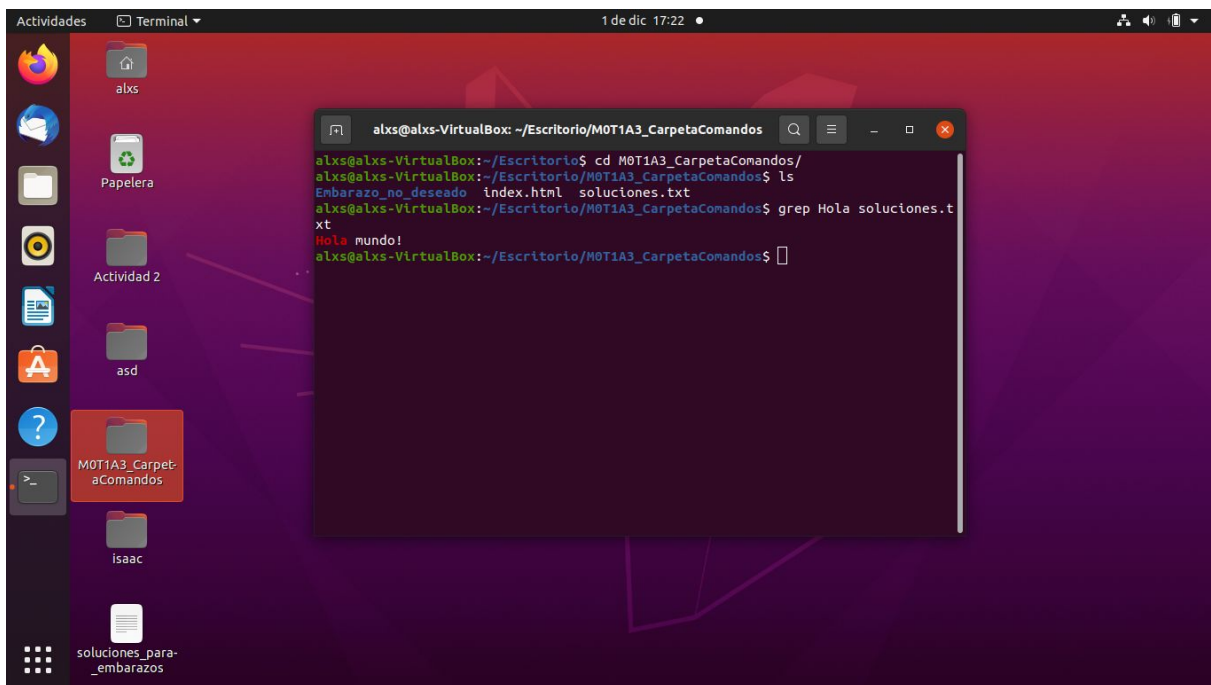 Actividades Terminal 1 de dic 17:22
alxs
Papelera
Actividad 2
asd
M0T1A3_Carpet-
aComandos
isaac
soluciones_para-
_embarazos
alxs@alxs-VirtualBox: ~/Escritorio/M0T1A3_CarpetaComandos
alxs@alxs-VirtualBox:~/Escritorio$ cd M0T1A3_CarpetaComandos/
alxs@alxs-VirtualBox:~/Escritorio/M0T1A3_CarpetaComandos$ ls
Embarazo_no_deseado index.html soluciones.txt
alxs@alxs-VirtualBox:~/Escritorio/M0T1A3_CarpetaComandos$ grep Hola soluciones.t
xt
Hola mundo!
alxs@alxs-VirtualBox:~/Escritorio/M0T1A3_CarpetaComandos$